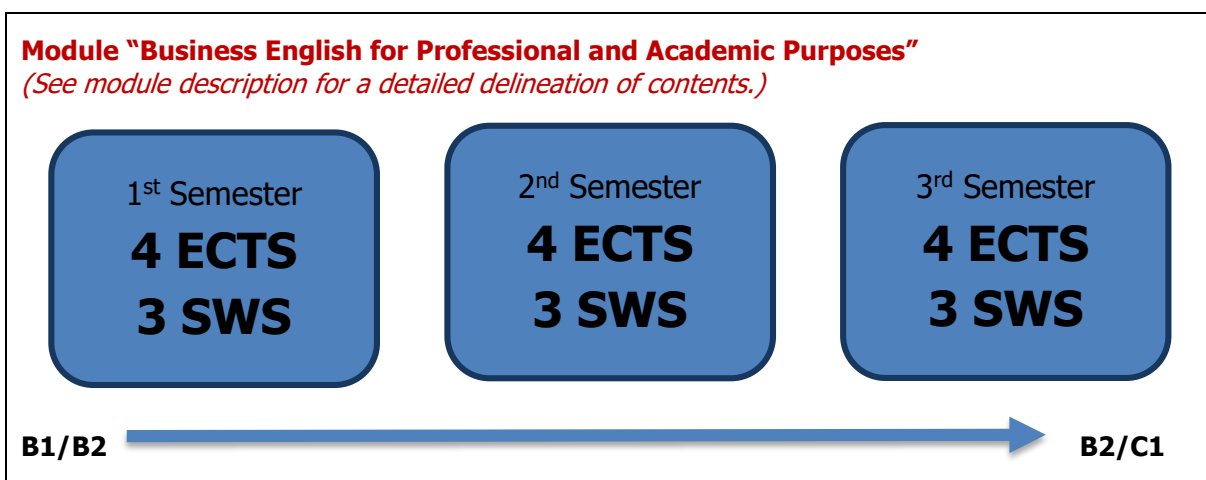 Module “Business English for Professional and Academic Purposes”
(See module description for a detailed delineation of contents.)
1st Semester
4 ECTS
3 SWS
2nd Semester
4 ECTS
3 SWS
3rd Semester
4 ECTS
3 SWS
B1/B2
B2/C1